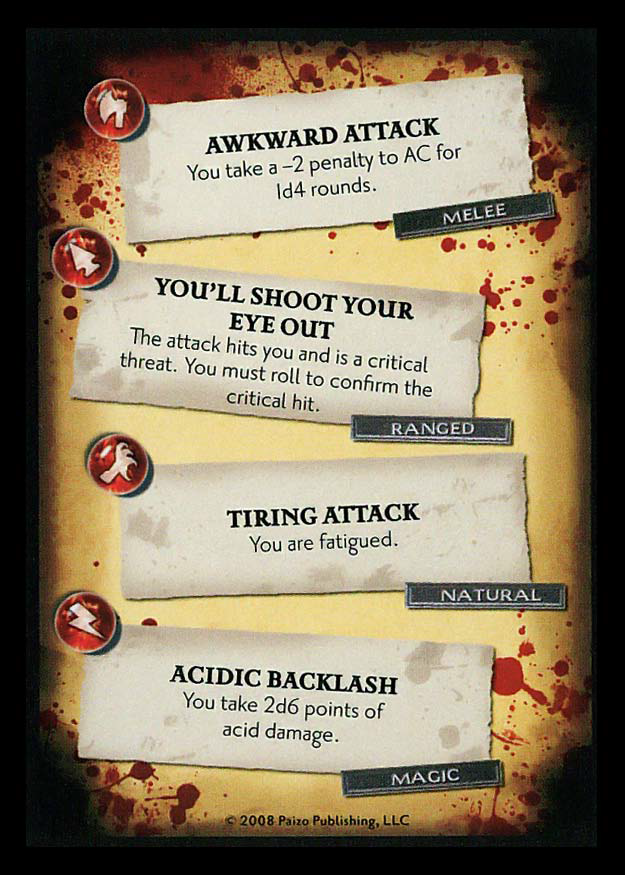 AWKWARD ATTACK
You take a –2 penalty to AC for
1d4 rounds.
MELEE
YOU'LL SHOOT YOUR
EYE OUT
The attack hits you and is a critical
threat. You must roll to confirm the
critical hit.
RANGED
TIRING ATTACK
You are fatigued.
NATURAL
ACIDIC BACKLASH
You take 2d6 points of
acid damage.
MAGIC
© 2008 Paizo Publishing, LLC